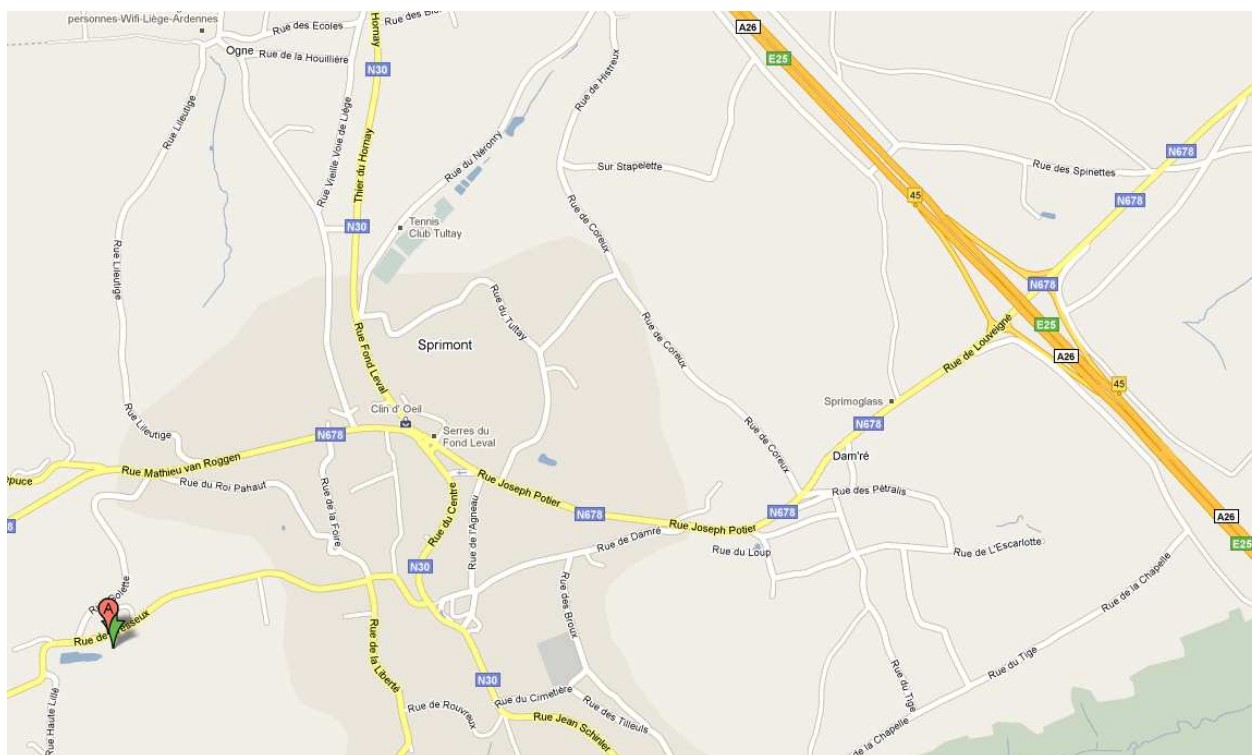 personnes-Wifi-Liège-Ardennes
Rue des Ecoles
Ogne
Rue de la Houillière
Hornay
N30
Thier du Hornay
Rue Lileutige
Rue Vieille Voie de Liège
Rue du Néronry
Rue de Histreux
Sur Stapelette
A26
E25
N678
Rue des Spinettes
N678
45
N30
Tennis
Club Tultay
Rue Lileutige
Rue de Coreux
N678
E25
A26
Rue du Tultay
Sprimont
Rue Fond Leval
Rue de Coreux
Rue de Louveigné
45
Clin d' Oeil
Sprimoglass
Rue Lileutige
N678
Serres du
Fond Leval
N678
Rue de Coreux
Dam'ré
Rue Mathieu van Roggen
Rue du Roi Pahaut
Rue de la Foire
Rue du Centre
Rue de l'Agneau
Rue Joseph Potier
N678
Rue Joseph Potier
N678
Rue des Pétralis
A26
E25
Rue de Damré
Rue du Loup
Rue de L'Escarlotte
N30
Rue de la Chapelle
A
Rue des Broux
Rue de la Liberté
Rue Haute Lillé
N30
Rue du Cimetière
Rue des Tilleuls
Rue de Rouvreux
Rue du Tige
Rue du Tige
Rue de la Chapelle